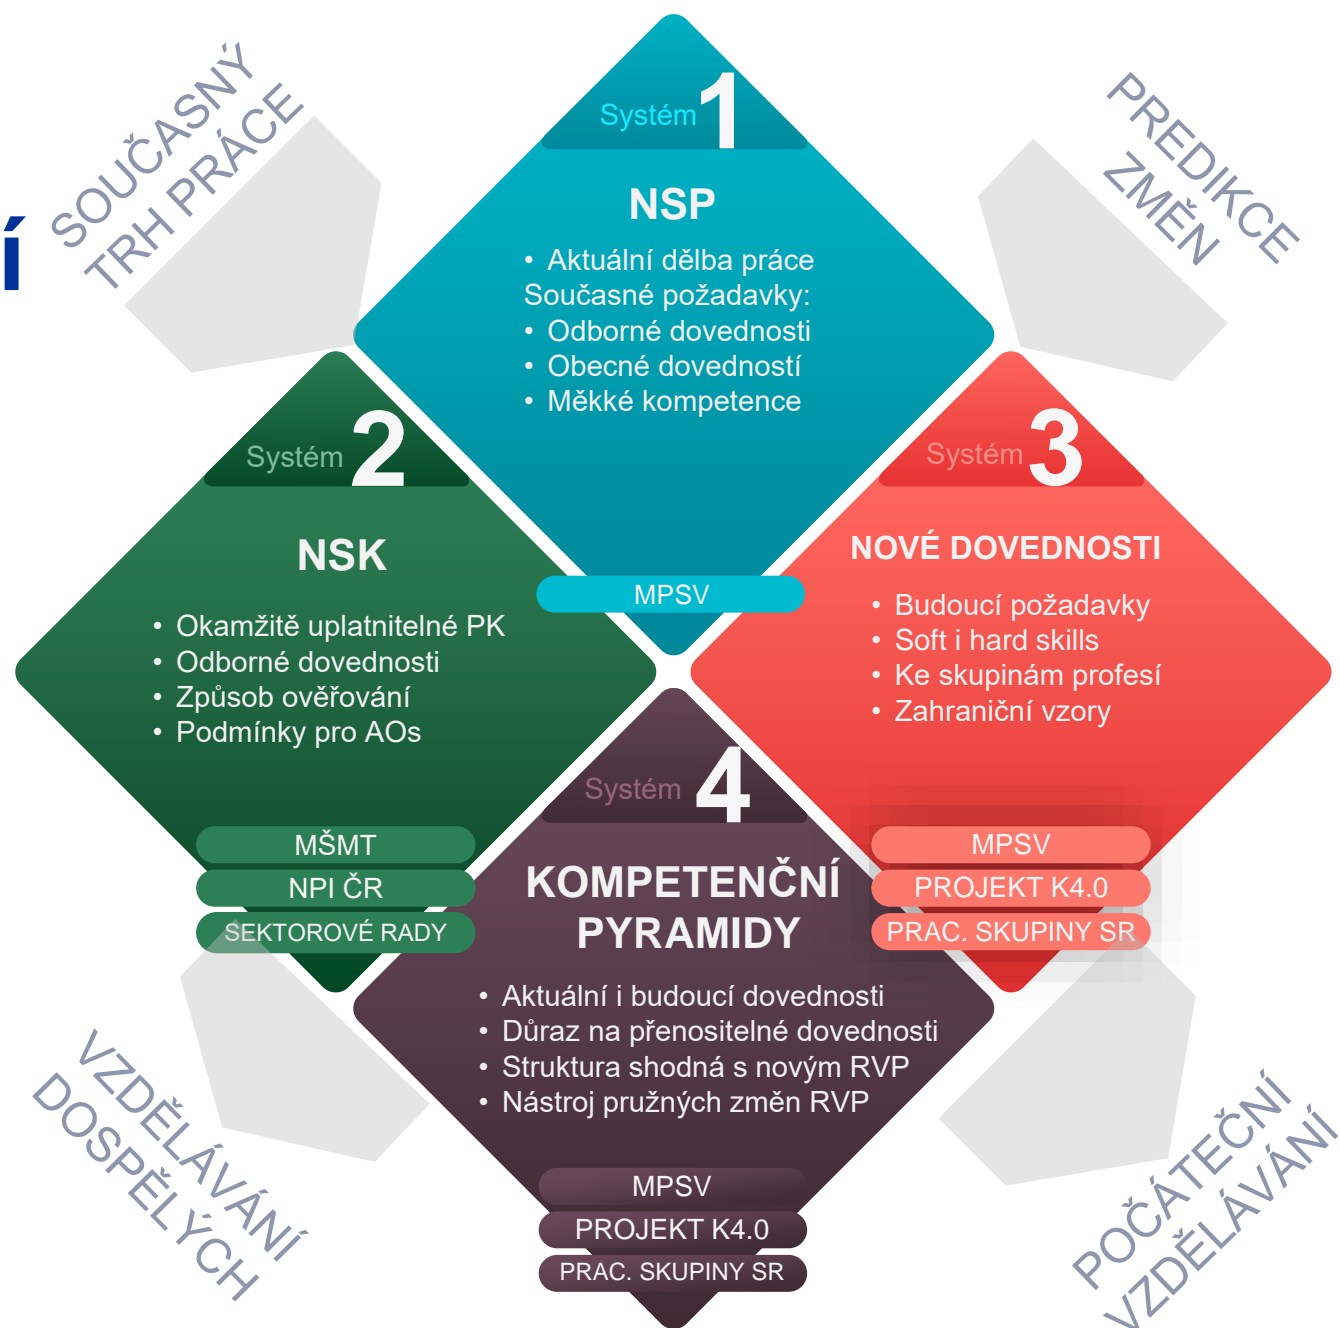 SOUČASNÝ
TRH PRÁCE
PREDIKCE
ZMĚN
Í
Systém 1
NSP
• Aktuální dělba práce
Současné požadavky:
• Odborné dovednosti
• Obecné dovedností
• Měkké kompetence
MPSV
Systém 2
NSK
• Okamžitě uplatnitelné PK
• Odborné dovednosti
• Způsob ověřování
• Podmínky pro AOs
MŠMT
NPI ČR
SEKTOROVÉ RADY
Systém 3
NOVÉ DOVEDNOSTI
• Budoucí požadavky
• Soft i hard skills
• Ke skupinám profesí
• Zahraniční vzory
MPSV
PROJEKT K4.0
PRAC. SKUPINY SR
Systém 4
KOMPETENČNÍ
PYRAMIDY
• Aktuální i budoucí dovednosti
• Důraz na přenositelné dovednosti
• Struktura shodná s novým RVP
• Nástroj pružných změn RVP
MPSV
PROJEKT K4.0
PRAC. SKUPINY SR
VZDĚLÁVÁNÍ
DOSPĚLÝCH
POČÁTEČNÍ
VZDĚLÁVÁNÍ